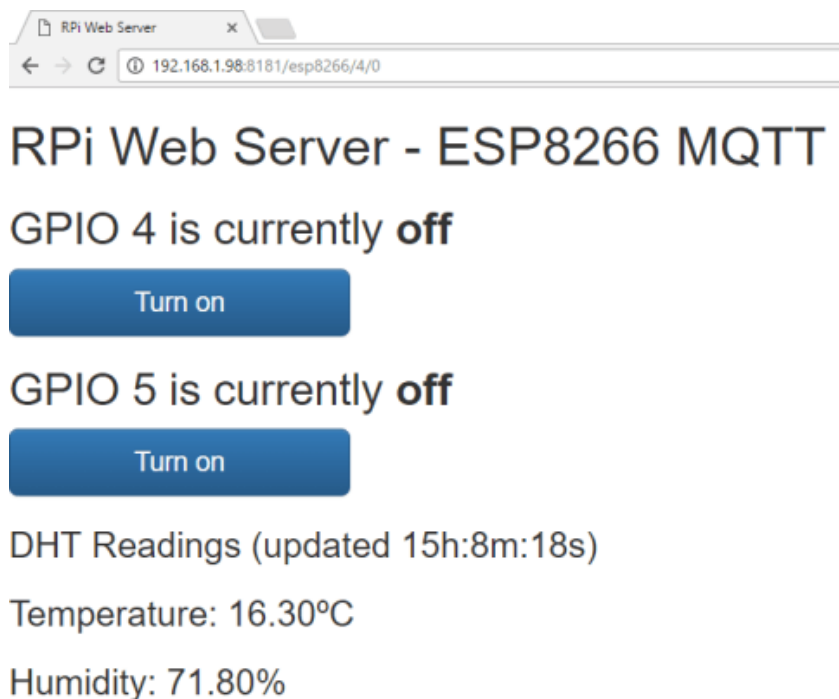 RPi Web Server
192.168.1.98:8181/esp8266/4/0
RPi Web Server - ESP8266 MQTT
GPIO 4 is currently off
Turn on
GPIO 5 is currently off
Turn on
DHT Readings (updated 15h:8m:18s)
Temperature: 16.30ºC
Humidity: 71.80%